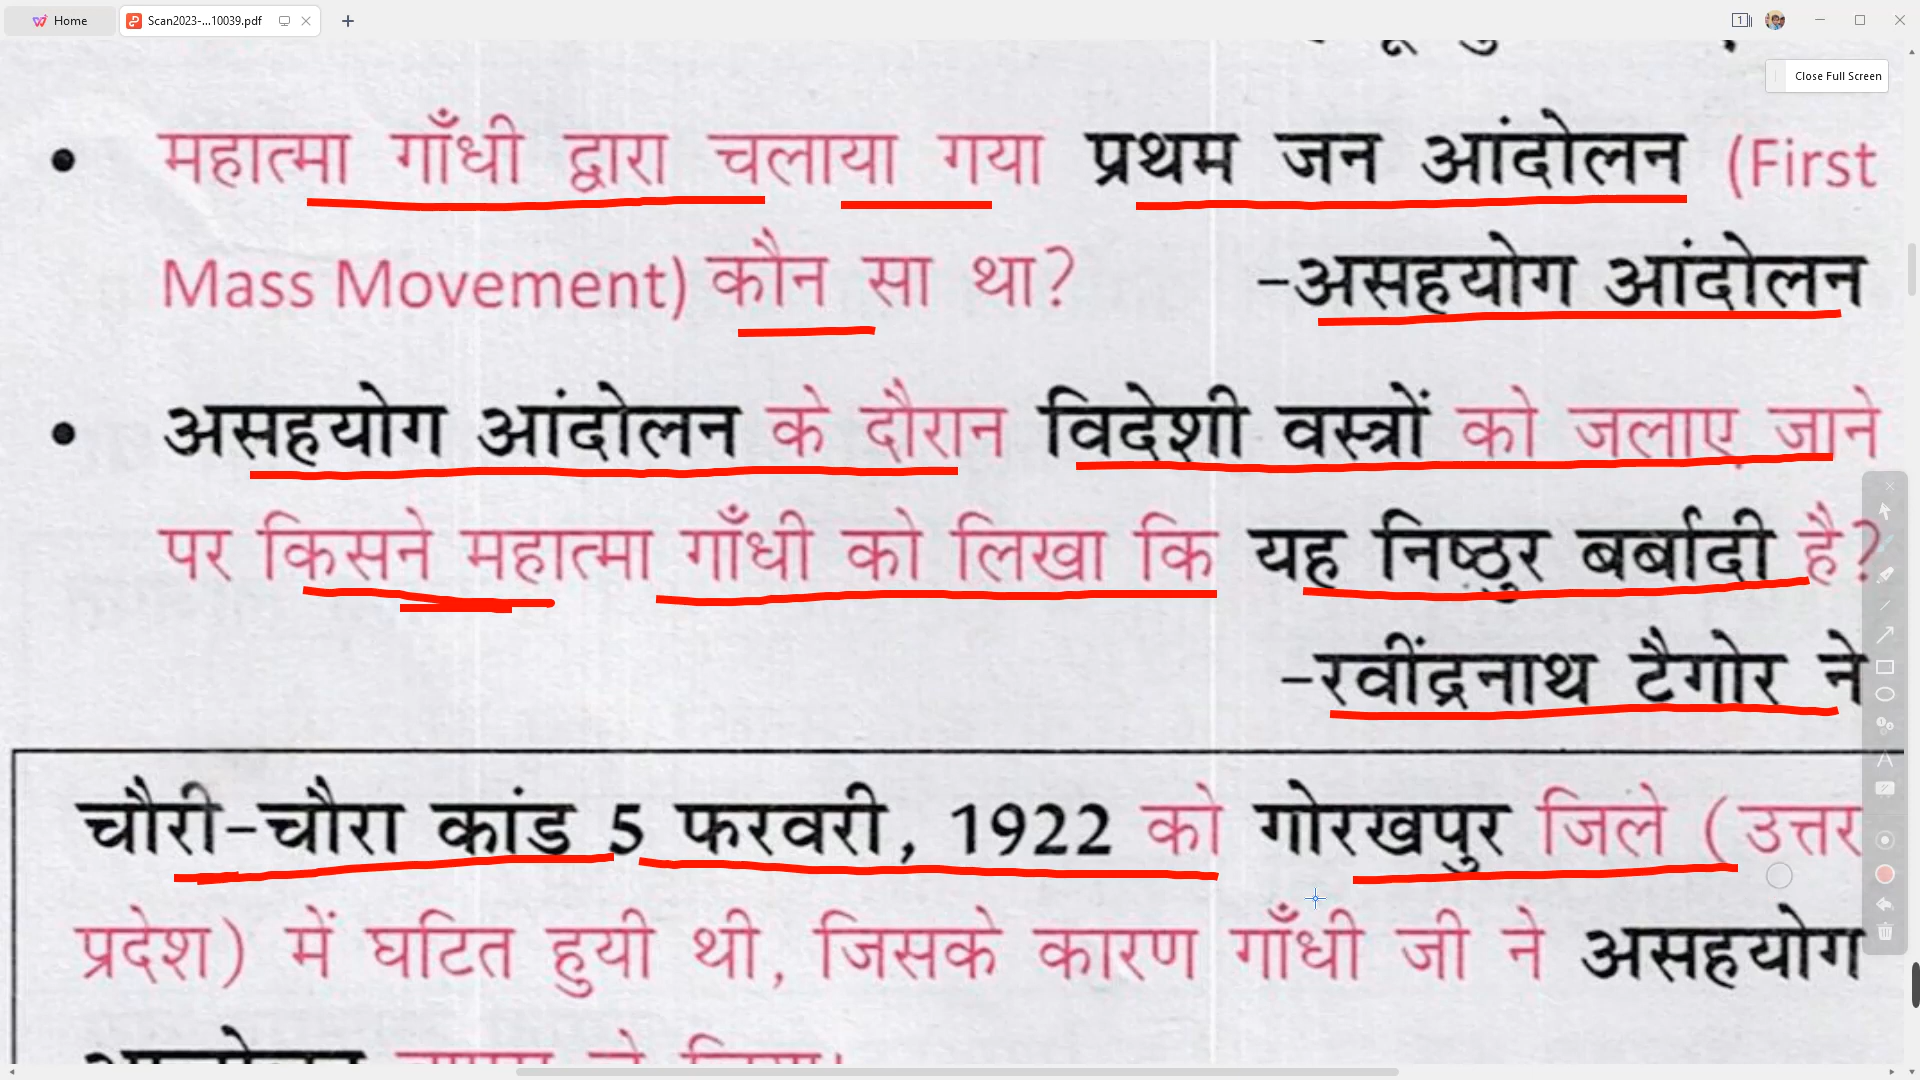 Home
Scan2023-...10039.pdf
1
Close Full Screen
• महात्मा गाँधी द्वारा चलाया गया प्रथम जन आंदोलन (First
Mass Movement) कौन सा था? -असहयोग आंदोलन
• असहयोग आंदोलन के दौरान विदेशी वस्त्रों को जलाए जाने
पर किसने महात्मा गाँधी को लिखा कि यह निष्ठुर बर्बादी है?
-रवींद्रनाथ टैगोर ने
चौरी-चौरा कांड 5 फरवरी, 1922 को गोरखपुर जिले (उत्तर
प्रदेश) में घटित हुयी थी, जिसके कारण गाँधी जी ने असहयोग